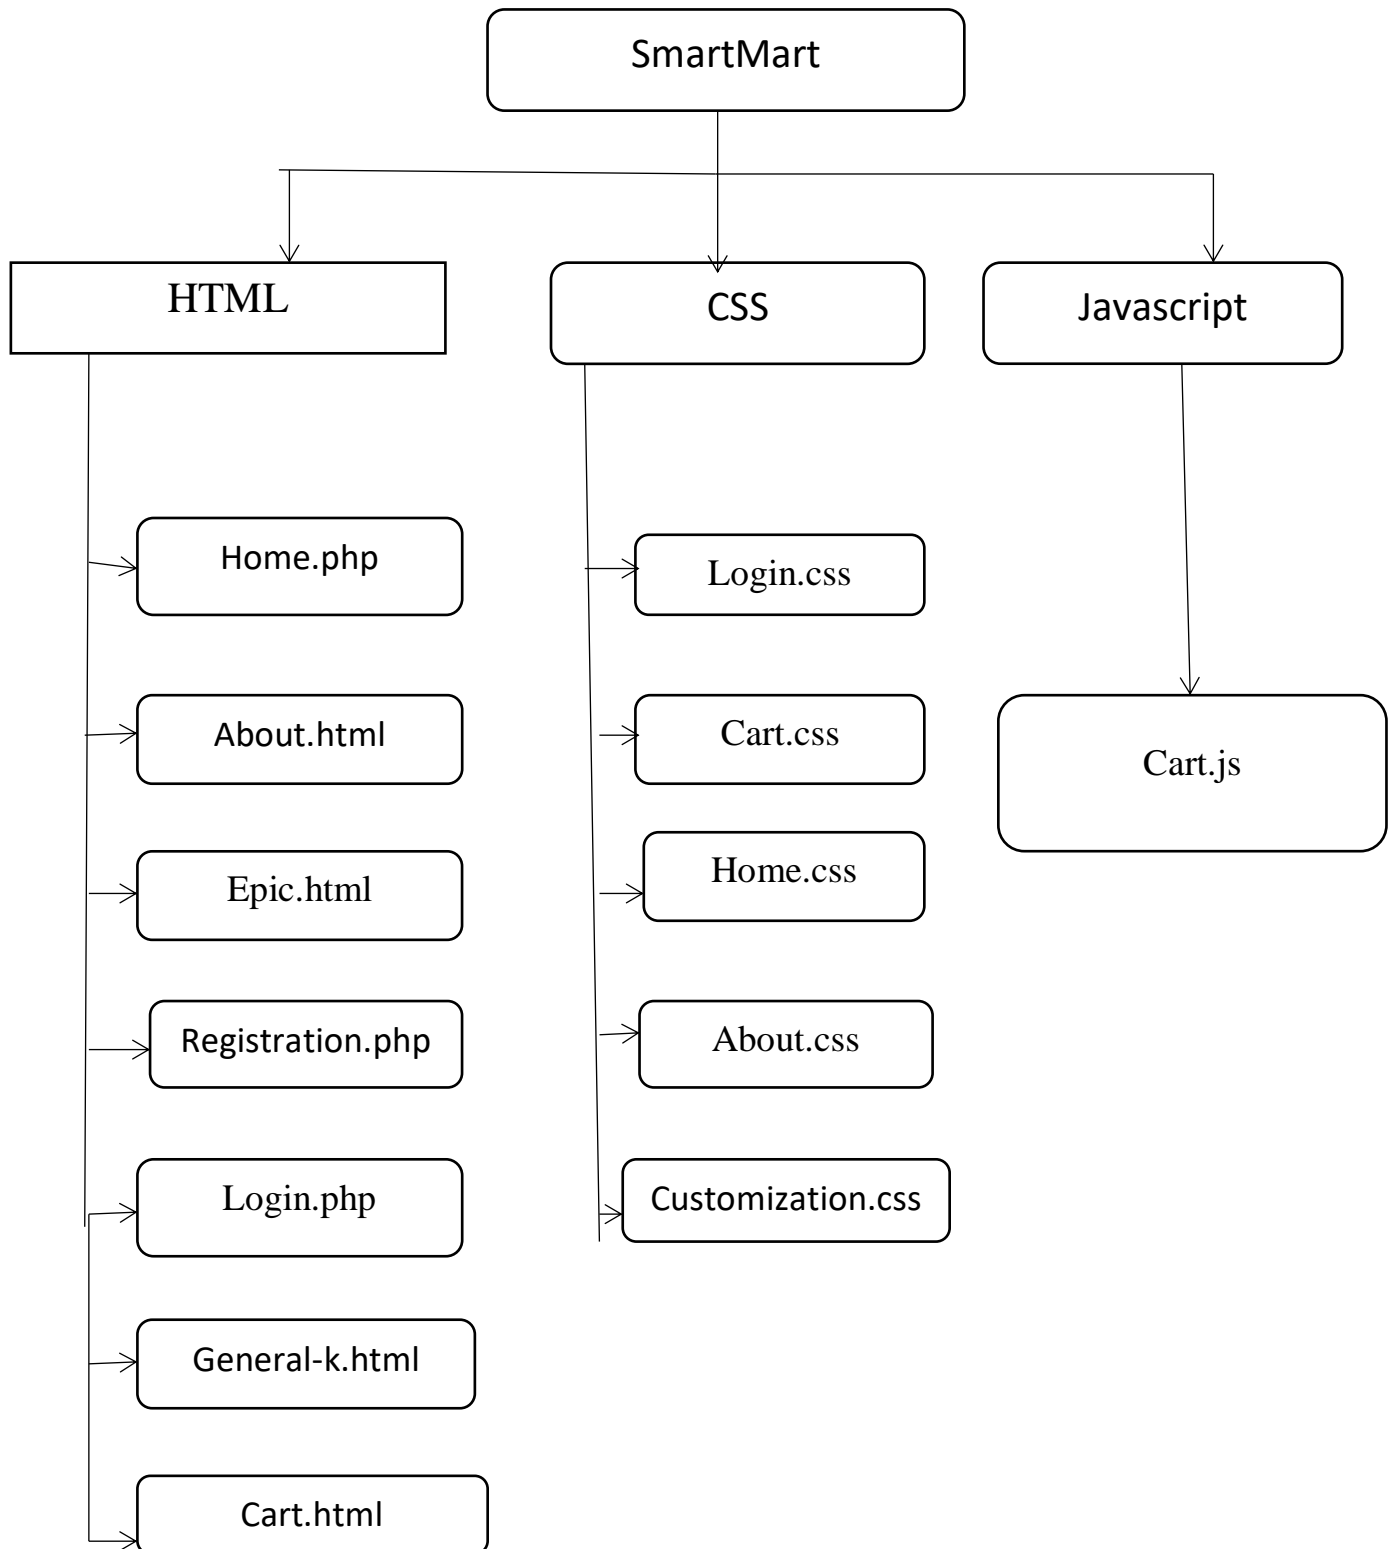 SmartMart
HTML
CSS
Javascript
Home.php
Login.css
About.html
Cart.css
Cart.js
Epic.html
Home.css
Registration.php
About.css
Login.php
Customization.css
General-k.html
Cart.html